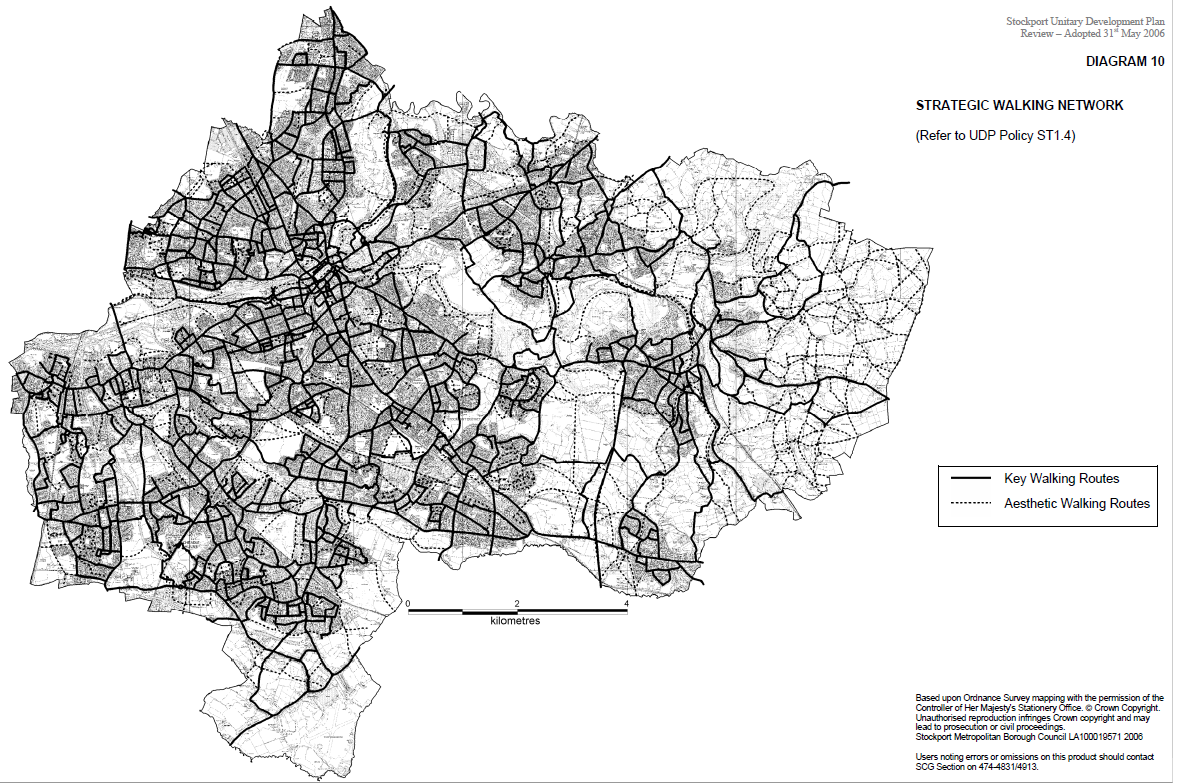 Stockport Unitary Development Plan
Review – Adopted 31st May 2006
DIAGRAM 10
STRATEGIC WALKING NETWORK
(Refer to UDP Policy ST1.4)
Key Walking Routes
Aesthetic Walking Routes
0 2 4
kilometres
Based upon Ordnance Survey mapping with the permission of the
Controller of Her Majesty's Stationery Office. © Crown Copyright.
Unauthorised reproduction infringes Crown copyright and may
lead to prosecution or civil proceedings.
Stockport Metropolitan Borough Council LA100019571 2006
Users noting errors or omissions on this product should contact
SCG Section on 474-4831/4913.